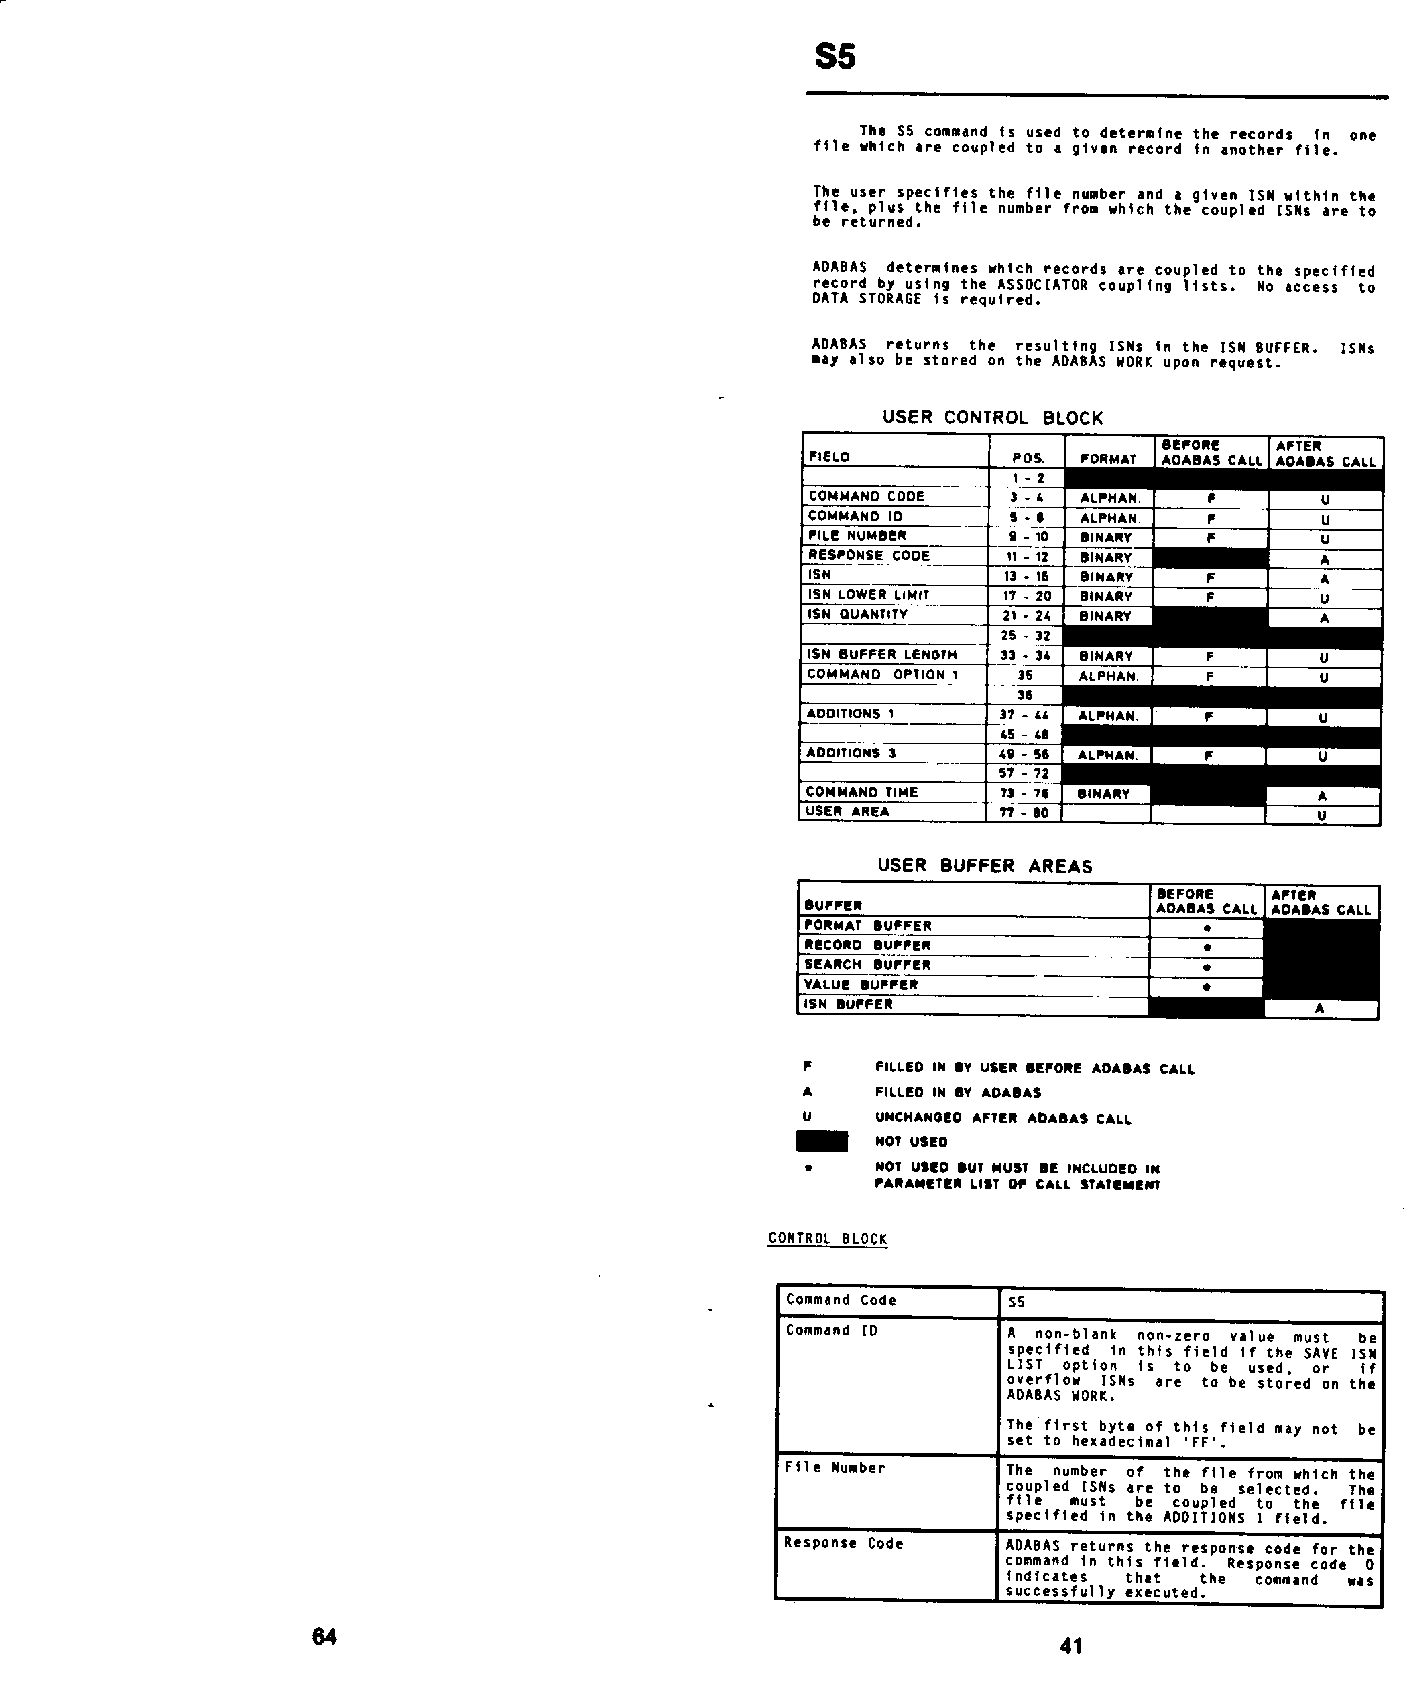 S5
The S5 command is used to determine the records in one
file which are coupled to a given record in another file.
The user specifies the file number and a given ISN within the
file, plus the file number from which the coupled ISNs are to
be returned.
ADABAS determines which records are coupled to the specified
record by using the ASSOCIATOR coupling lists. No access to
DATA STORAGE is required.
ADABAS returns the resulting ISNs in the ISN BUFFER. ISNs
may also be stored on the ADABAS WORK upon request.
USER CONTROL BLOCK
FIELD POS. FORMAT BEFORE ADABAS CALL AFTER ADABAS CALL
1 - 2
COMMAND CODE 3 - 4 ALPHAN. F U
COMMAND ID 5 - 8 ALPHAN. F U
FILE NUMBER 9 - 10 BINARY F U
RESPONSE CODE 11 - 12 BINARY A
ISN 13 - 16 BINARY F A
ISN LOWER LIMIT 17 - 20 BINARY F U
ISN QUANTITY 21 - 24 BINARY A
25 - 32
ISN BUFFER LENGTH 33 - 34 BINARY F U
COMMAND OPTION 1 35 ALPHAN. F U
36
ADDITIONS 1 37 - 44 ALPHAN. F U
45 - 48
ADDITIONS 3 49 - 56 ALPHAN. F U
57 - 72
COMMAND TIME 73 - 76 BINARY A
USER AREA 77 - 80 U
USER BUFFER AREAS
BUFFER BEFORE ADABAS CALL AFTER ADABAS CALL
FORMAT BUFFER *
RECORD BUFFER *
SEARCH BUFFER *
VALUE BUFFER *
ISN BUFFER A
F FILLED IN BY USER BEFORE ADABAS CALL
A FILLED IN BY ADABAS
U UNCHANGED AFTER ADABAS CALL
NOT USED
* NOT USED BUT MUST BE INCLUDED IN
PARAMETER LIST OF CALL STATEMENT
CONTROL BLOCK
Command Code S5
Command ID A non-blank non-zero value must be
specified in this field if the SAVE ISN
LIST option is to be used, or if
overflow ISNs are to be stored on the
ADABAS WORK.
The first byte of this field may not be
set to hexadecimal 'FF'.
File Number The number of the file from which the
coupled ISNs are to be selected. The
file must be coupled to the file
specified in the ADDITIONS 1 field.
Response Code ADABAS returns the response code for the
command in this field. Response code 0
indicates that the command was
successfully executed.
64
41